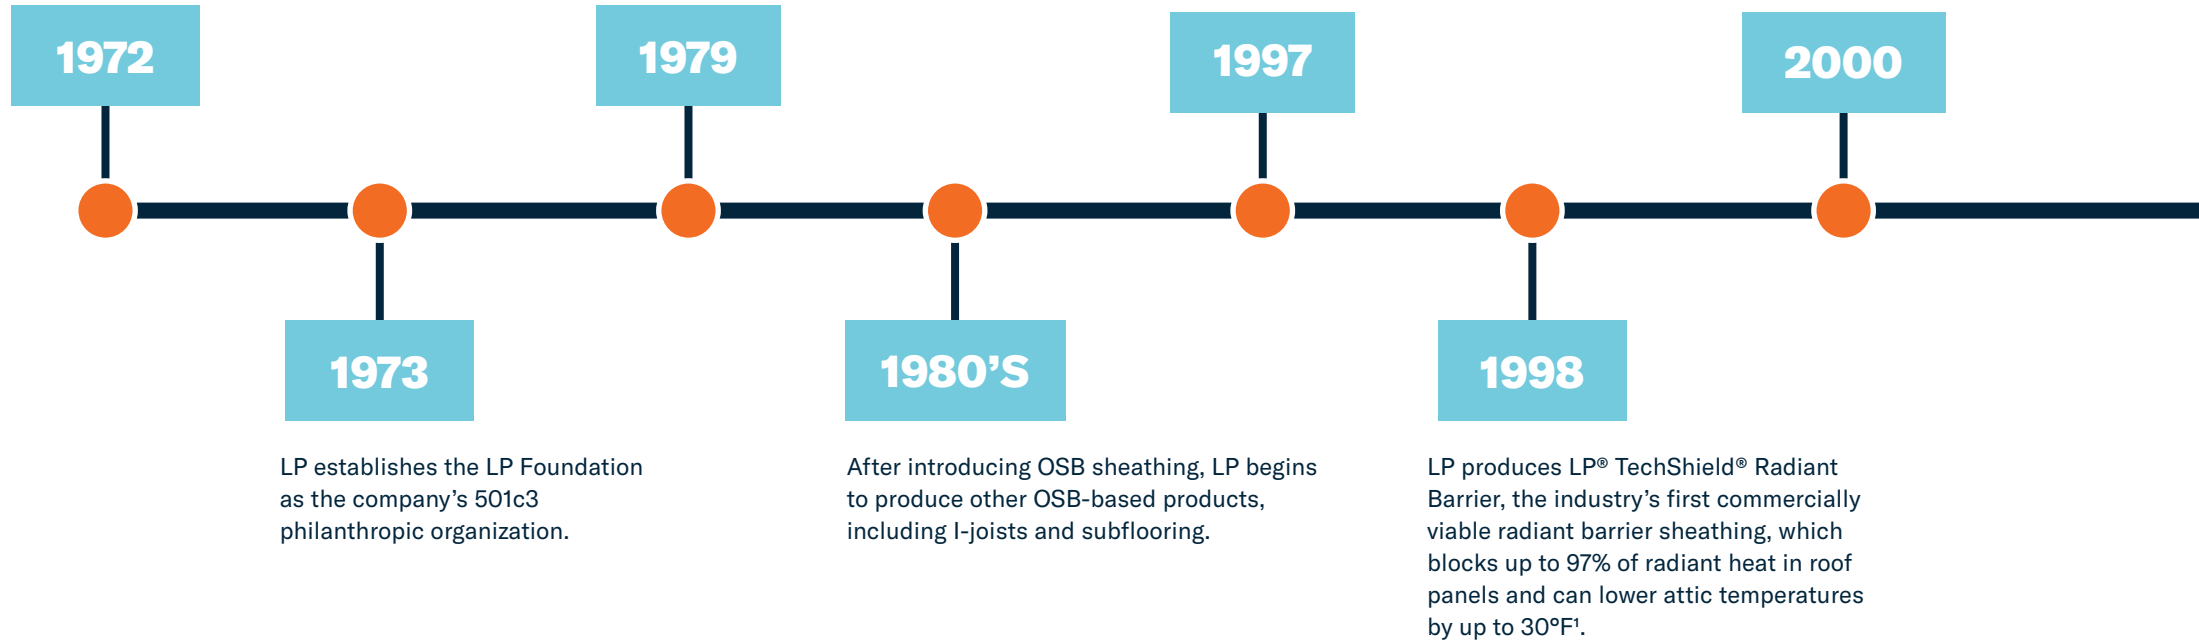 1972
1979
1997
2000
1973
1980’S
1998
LP establishes the LP Foundation
as the company’s 501c3
philanthropic organization.
After introducing OSB sheathing, LP begins
to produce other OSB-based products,
including I-joists and subflooring.
LP produces LP® TechShield® Radiant
Barrier, the industry’s first commercially
viable radiant barrier sheathing, which
blocks up to 97% of radiant heat in roof
panels and can lower attic temperatures
by up to 30°F¹.